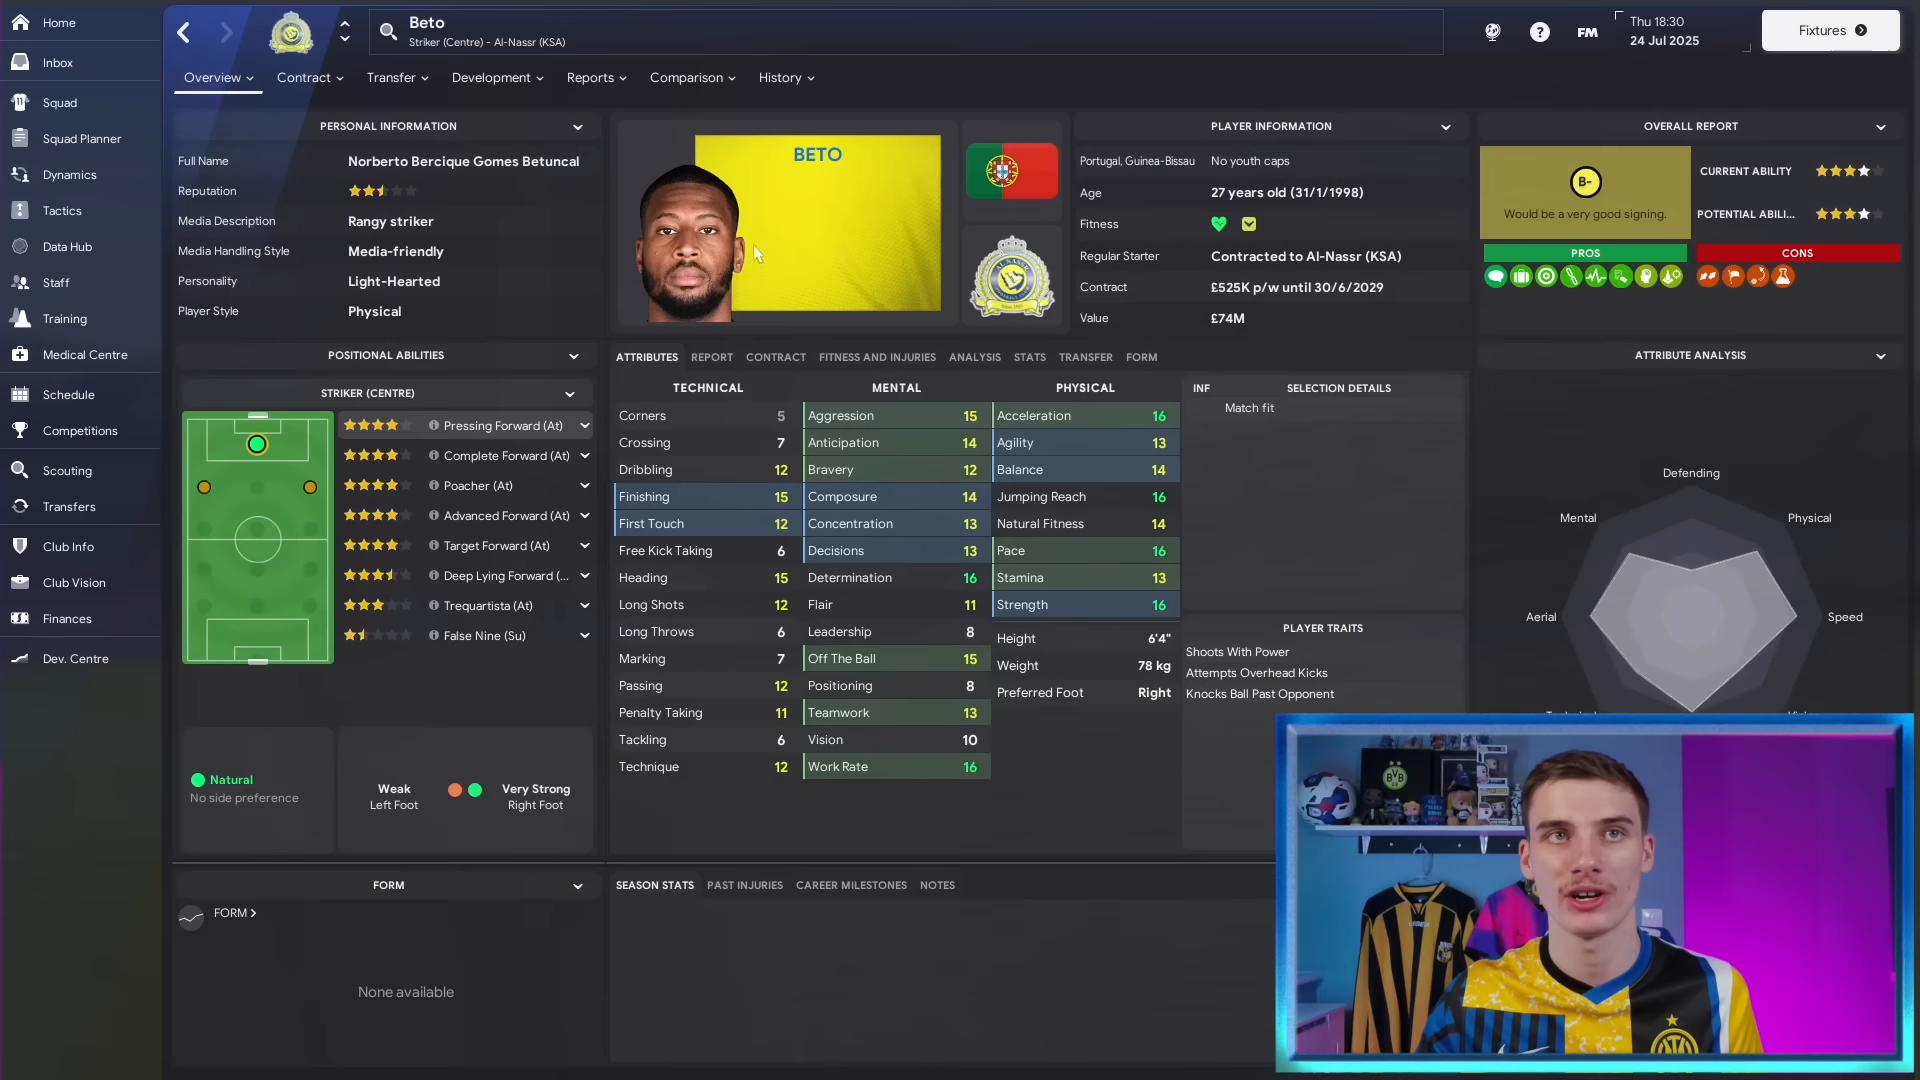 Home
Inbox
Squad
Squad Planner
Dynamics
Tactics
Data Hub
Staff
Training
Medical Centre
Schedule
Competitions
Scouting
Transfers
Club Info
Club Vision
Finances
Dev. Centre
Beto
Striker (Centre) - Al-Nassr (KSA)
FM
Thu 18:30
24 Jul 2025
Fixtures
Overview Contract Transfer Development Reports Comparison History
PERSONAL INFORMATION
Full Name Norberto Bercique Gomes Betuncal
Reputation
Media Description Rangy striker
Media Handling Style Media-friendly
Personality Light-Hearted
Player Style Physical
BETO
PLAYER INFORMATION
Portugal, Guinea-Bissau No youth caps
Age 27 years old (31/1/1998)
Fitness
Regular Starter Contracted to Al-Nassr (KSA)
Contract £525K p/w until 30/6/2029
Value £74M
OVERALL REPORT
B-
Would be a very good signing.
CURRENT ABILITY
POTENTIAL ABILI...
PROS CONS
POSITIONAL ABILITIES
STRIKER (CENTRE)
Pressing Forward (At)
Complete Forward (At)
Poacher (At)
Advanced Forward (At)
Target Forward (At)
Deep Lying Forward (...
Trequartista (At)
False Nine (Su)
Natural
No side preference
Weak
Left Foot
Very Strong
Right Foot
ATTRIBUTES REPORT CONTRACT FITNESS AND INJURIES ANALYSIS STATS TRANSFER FORM
TECHNICAL
Corners 5
Crossing 7
Dribbling 12
Finishing 15
First Touch 12
Free Kick Taking 6
Heading 15
Long Shots 12
Long Throws 6
Marking 7
Passing 12
Penalty Taking 11
Tackling 6
Technique 12
MENTAL
Aggression 15
Anticipation 14
Bravery 12
Composure 14
Concentration 13
Decisions 13
Determination 16
Flair 11
Leadership 8
Off The Ball 15
Positioning 8
Teamwork 13
Vision 10
Work Rate 16
PHYSICAL
Acceleration 16
Agility 13
Balance 14
Jumping Reach 16
Natural Fitness 14
Pace 16
Stamina 13
Strength 16
Height 6'4"
Weight 78 kg
Preferred Foot Right
INF SELECTION DETAILS
Match fit
PLAYER TRAITS
Shoots With Power
Attempts Overhead Kicks
Knocks Ball Past Opponent
ATTRIBUTE ANALYSIS
Defending
Mental Physical
Aerial Speed
FORM
FORM
None available
SEASON STATS PAST INJURIES CAREER MILESTONES NOTES
BVB